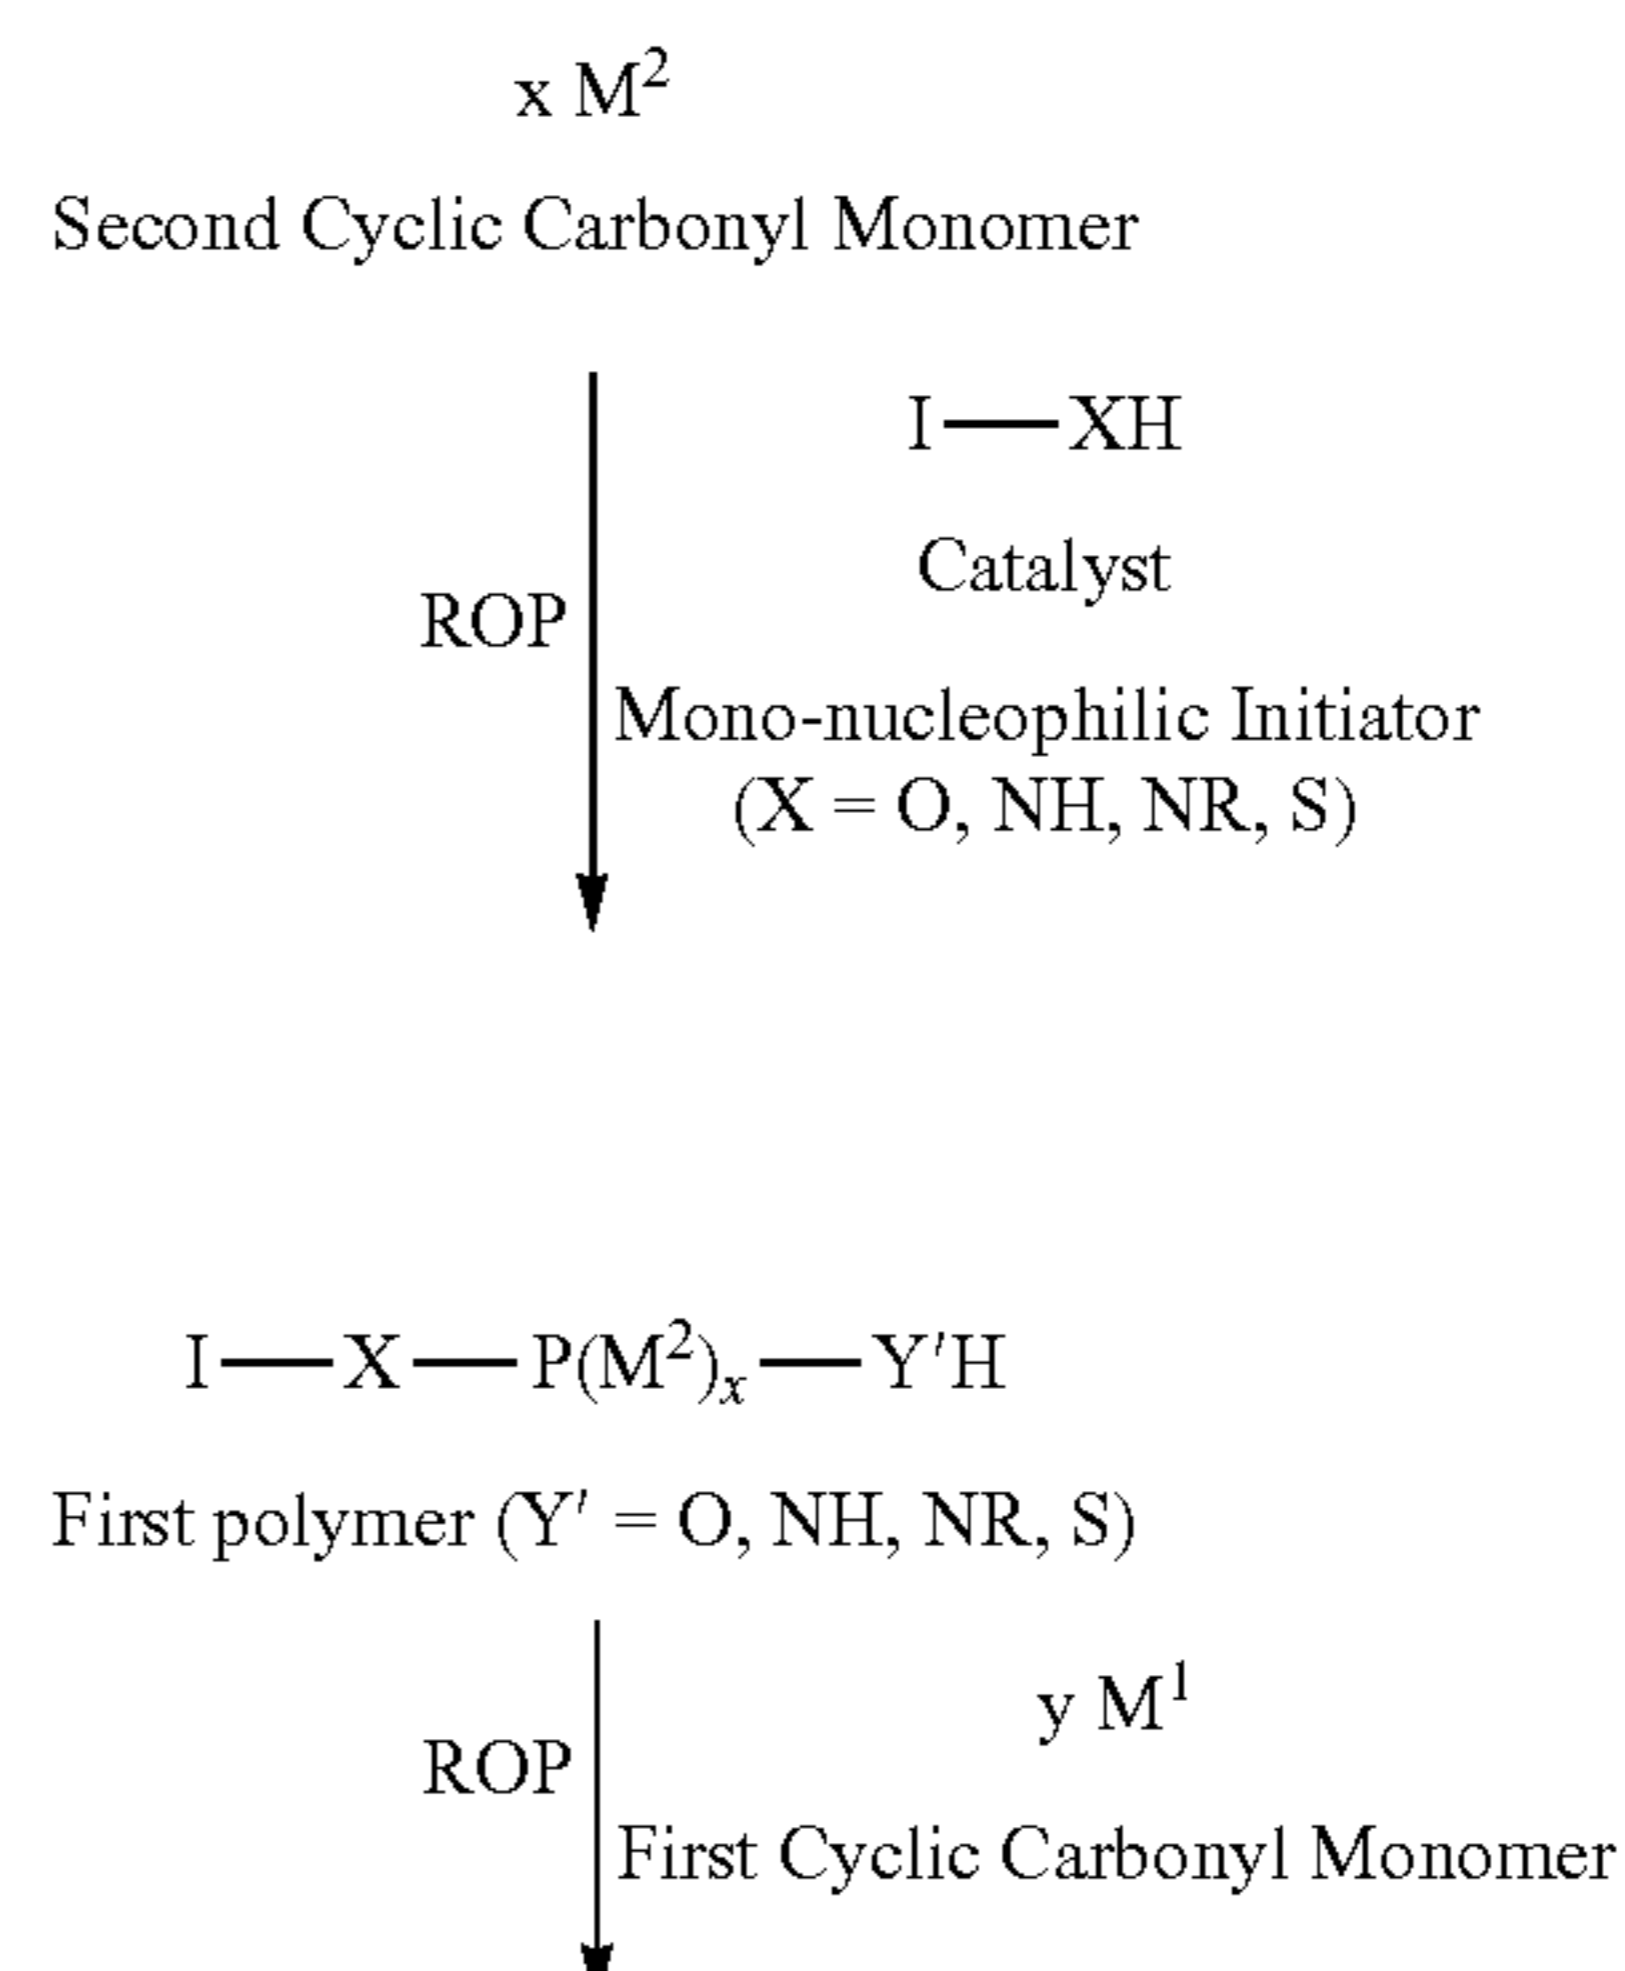 x M²
Second Cyclic Carbonyl Monomer
I—XH
Catalyst
ROP
Mono-nucleophilic Initiator
(X = O, NH, NR, S)
I—X—P(M²)ₓ—Y′H
First polymer (Y′ = O, NH, NR, S)
y M¹
ROP
First Cyclic Carbonyl Monomer